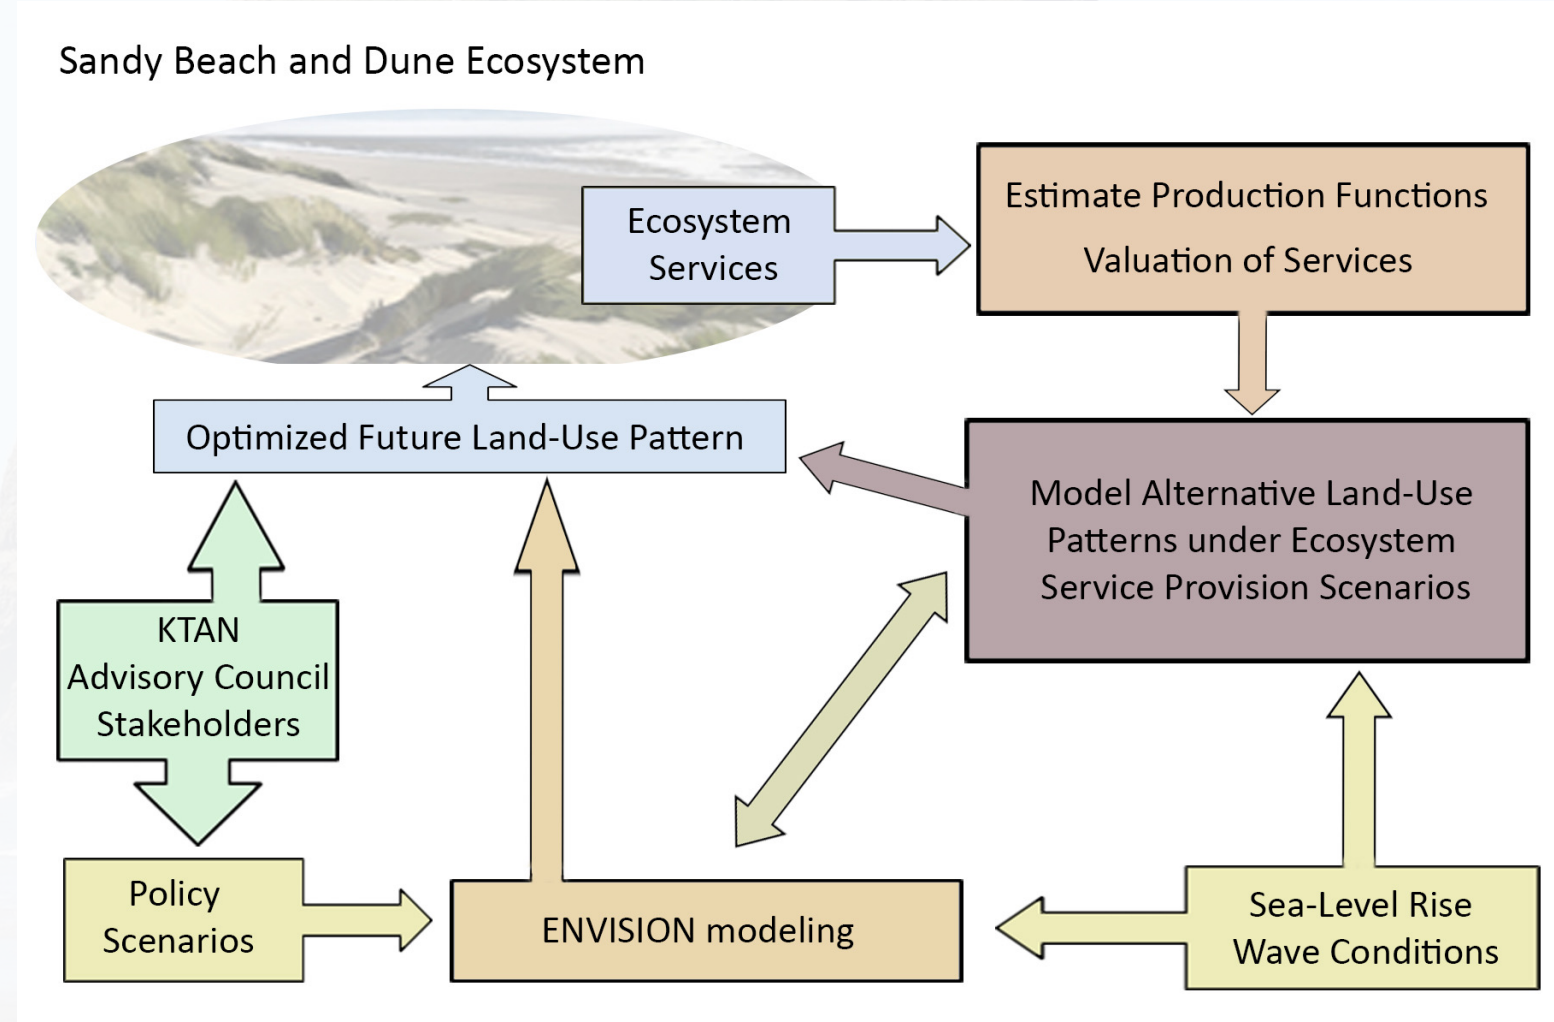 Sandy Beach and Dune Ecosystem
Ecosystem
Services
Estimate Production Functions
Valuation of Services
Optimized Future Land-Use Pattern
Model Alternative Land-Use
Patterns under Ecosystem
Service Provision Scenarios
KTAN
Advisory Council
Stakeholders
Policy
Scenarios
ENVISION modeling
Sea-Level Rise
Wave Conditions